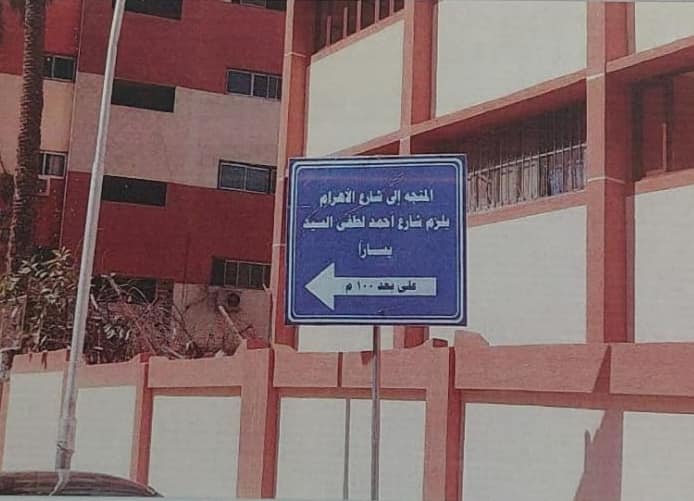 المتجه إلى شارع الأهرام
يلزم شارع أحمد لطفى السيد
يساراً
على بعد ١٠٠ م